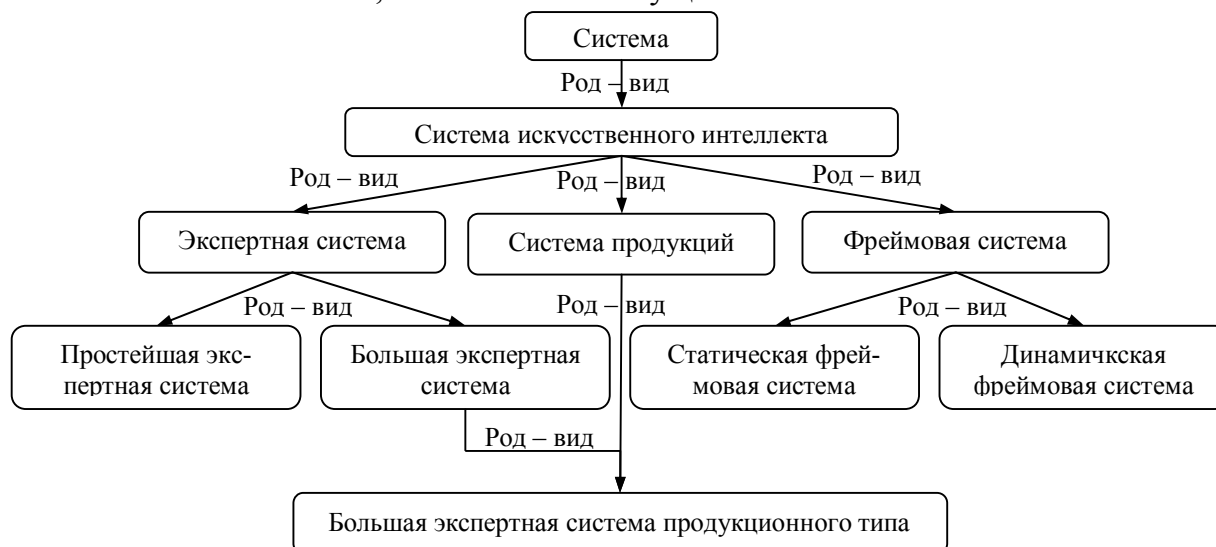 Система
Род – вид
Система искусственного интеллекта
Род – вид
Род – вид
Род – вид
Экспертная система
Система продукций
Фреймовая система
Род – вид
Род – вид
Род – вид
Простейшая экс-
пертная система
Большая экспертная
система
Статическая фрей-
мовая система
Динамичкская
фреймовая система
Род – вид
Большая экспертная система продукционного типа